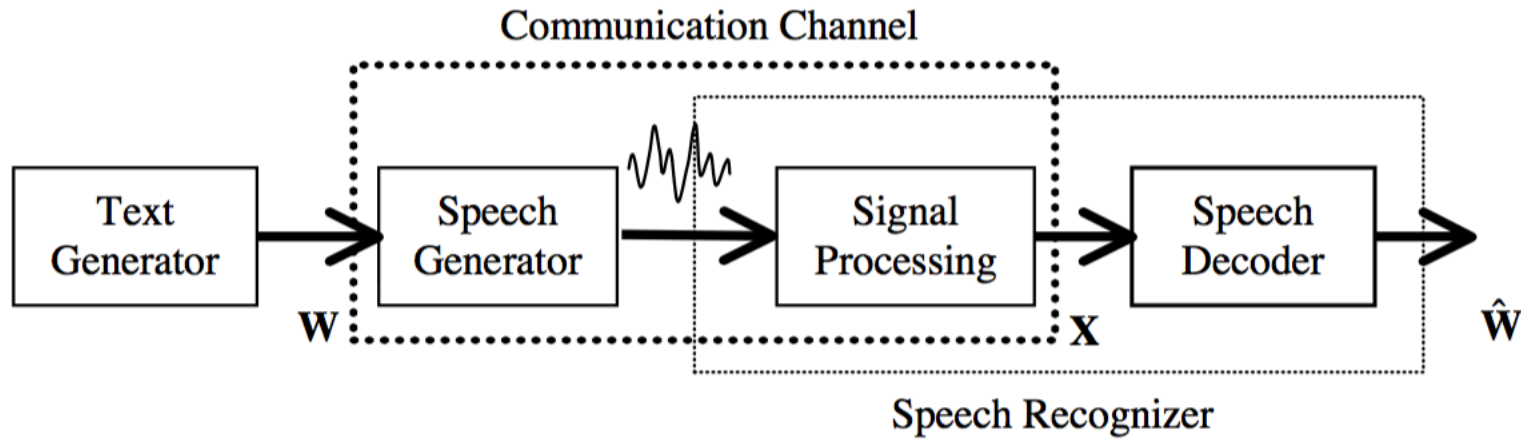 Communication Channel
Text
Generator
Speech
Generator
Signal
Processing
Speech
Decoder
W
X
Ŵ
Speech Recognizer